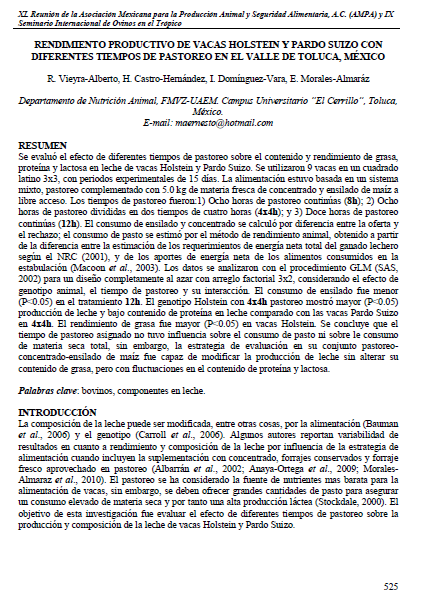 XL Reunión de la Asociación Mexicana para la Producción Animal y Seguridad Alimentaria, A.C. (AMPA) y IX
Seminario Internacional de Ovinos en el Trópico
RENDIMIENTO PRODUCTIVO DE VACAS HOLSTEIN Y PARDO SUIZO CON
DIFERENTES TIEMPOS DE PASTOREO EN EL VALLE DE TOLUCA, MÉXICO
R. Vieyra-Alberto, H. Castro-Hernández, I. Domínguez-Vara, E. Morales-Almaráz
Departamento de Nutrición Animal, FMVZ-UAEM. Campus Universitario "El Cerrillo", Toluca,
México.
E-mail: maernesto@hotmail.com
RESUMEN
Se evaluó el efecto de diferentes tiempos de pastoreo sobre el contenido y rendimiento de grasa,
proteína y lactosa en leche de vacas Holstein y Pardo Suizo. Se utilizaron 9 vacas en un cuadrado
latino 3x3, con periodos experimentales de 15 días. La alimentación estuvo basada en un sistema
mixto, pastoreo complementado con 5.0 kg de materia fresca de concentrado y ensilado de maíz a
libre acceso. Los tiempos de pastoreo fueron:1) Ocho horas de pastoreo continúas (8h); 2) Ocho
horas de pastoreo divididas en dos tiempos de cuatro horas (4x4h); y 3) Doce horas de pastoreo
continúas (12h). El consumo de ensilado y concentrado se calculó por diferencia entre la oferta y
el rechazo; el consumo de pasto se estimó por el método de rendimiento animal, obtenido a partir
de la diferencia entre la estimación de los requerimientos de energía neta total del ganado lechero
según el NRC (2001), y de los aportes de energía neta de los alimentos consumidos en la
estabulación (Macoon et al., 2003). Los datos se analizaron con el procedimiento GLM (SAS,
2002) para un diseño completamente al azar con arreglo factorial 3x2, considerando el efecto de
genotipo animal, el tiempo de pastoreo y su interacción. El consumo de ensilado fue menor
(P<0.05) en el tratamiento 12h. El genotipo Holstein con 4x4h pastoreo mostró mayor (P<0.05)
producción de leche y bajo contenido de proteína en leche comparado con las vacas Pardo Suizo
en 4x4h. El rendimiento de grasa fue mayor (P<0.05) en vacas Holstein. Se concluye que el
tiempo de pastoreo asignado no tuvo influencia sobre el consumo de pasto ni sobre le consumo
de materia seca total, sin embargo, la estrategia de evaluación en su conjunto pastoreo-
concentrado-ensilado de maíz fue capaz de modificar la producción de leche sin alterar su
contenido de grasa, pero con fluctuaciones en el contenido de proteína y lactosa.
Palabras clave: bovinos, componentes en leche.
INTRODUCCIÓN
La composición de la leche puede ser modificada, entre otras cosas, por la alimentación (Bauman
et al., 2006) y el genotipo (Carroll et al., 2006). Algunos autores reportan variabilidad de
resultados en cuanto a rendimiento y composición de la leche por influencia de la estrategia de
alimentación cuando incluyen la suplementación con concentrado, forrajes conservados y forraje
fresco aprovechado en pastoreo (Albarrán et al., 2002; Anaya-Ortega et al., 2009; Morales-
Almaraz et al., 2010). El pastoreo se ha considerado la fuente de nutrientes mas barata para la
alimentación de vacas, sin embargo, se deben ofrecer grandes cantidades de pasto para asegurar
un consumo elevado de materia seca y por tanto una alta producción láctea (Stockdale, 2000). El
objetivo de esta investigación fue evaluar el efecto de diferentes tiempos de pastoreo sobre la
producción y composición de la leche de vacas Holstein y Pardo Suizo.
525